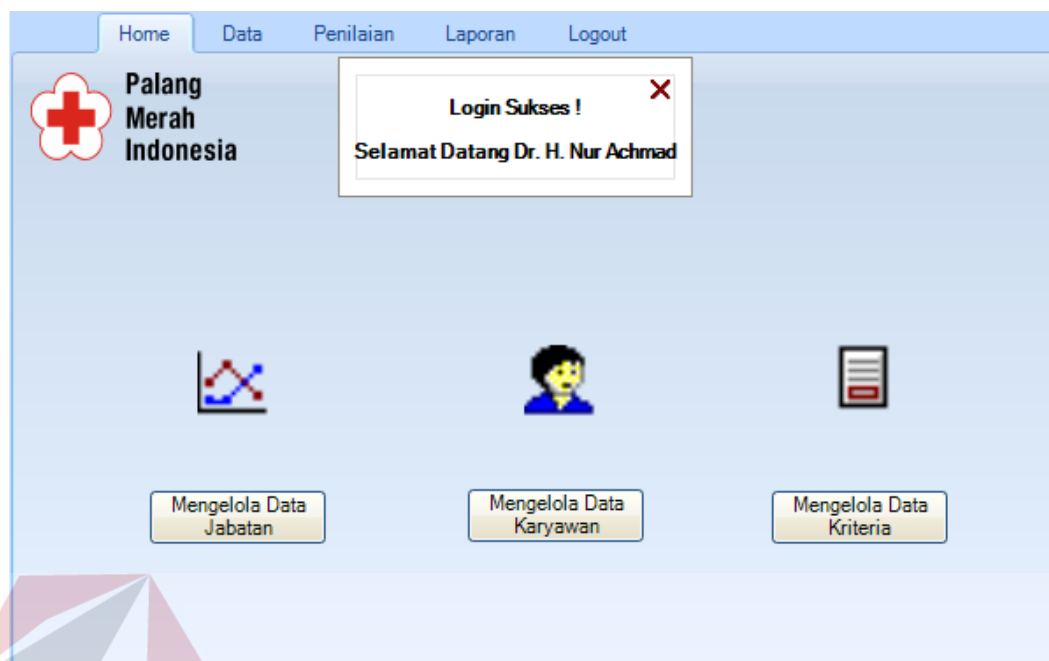 Home Data Penilaian Laporan Logout
Palang
Merah
Indonesia
Login Sukses !
Selamat Datang Dr. H. Nur Achmad
Mengelola Data
Jabatan
Mengelola Data
Karyawan
Mengelola Data
Kriteria